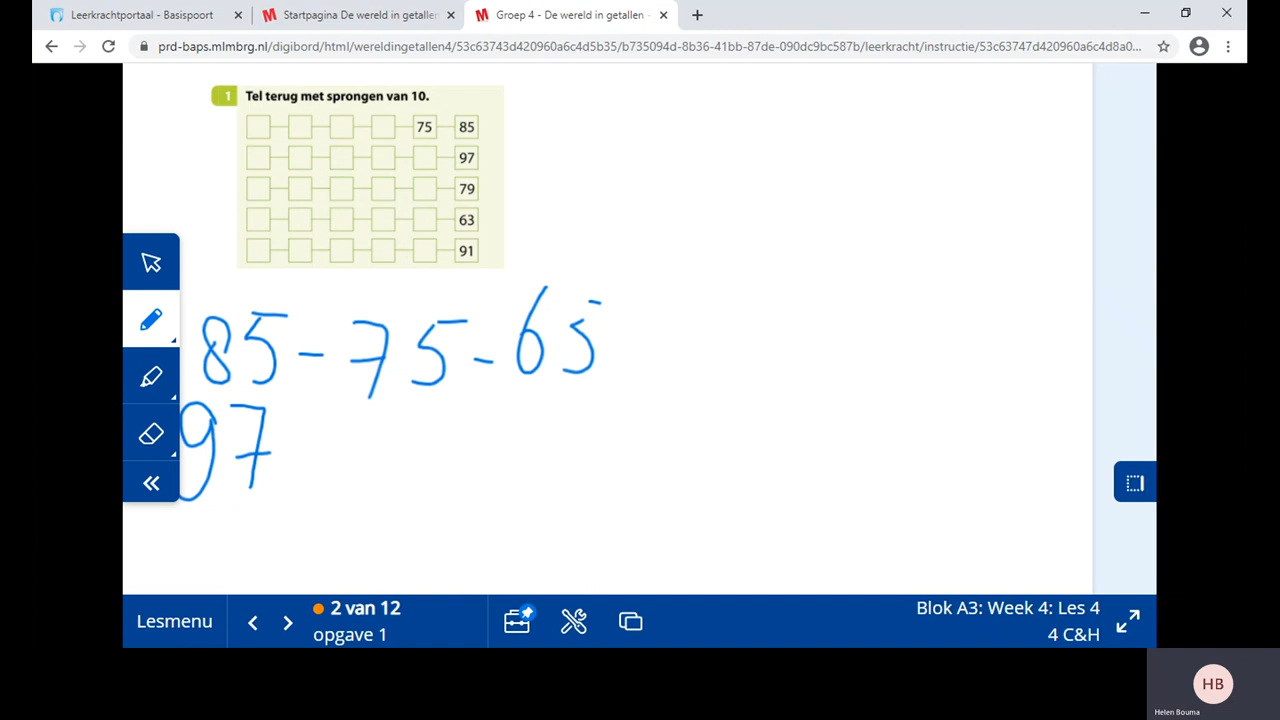 Leerkrachtportaal - Basispoort
Startpagina De wereld in getallen
Groep 4 - De wereld in getallen -
prd-baps.mlmbrg.nl/digibord/html/wereldingetallen4/53c63743d420960a6c4d5b35/b735094d-8b36-41bb-87de-090dc9bc587b/leerkracht/instructie/53c63747d420960a6c4d8a0...
1 Tel terug met sprongen van 10.
75 85
97
79
63
91
85 - 75 - 65
97
Lesmenu
2 van 12
opgave 1
Blok A3: Week 4: Les 4
4 C&H
HB
Helen Bouma